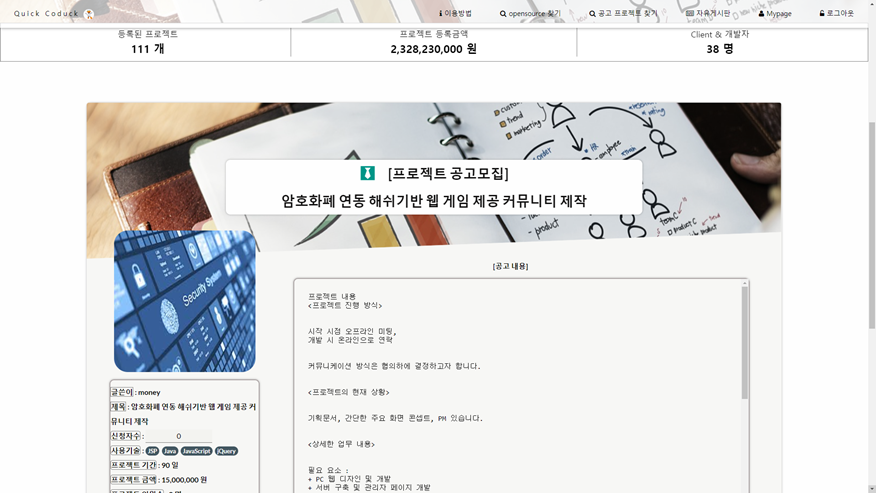 Quick Coduck
이용방법
opensource 찾기
공고 프로젝트 찾기
자유게시판
Mypage
로그아웃
등록된 프로젝트
111 개
프로젝트 등록금액
2,328,230,000 원
Client & 개발자
38 명
custom
trend
marketing
product
employee
HR
product C
[프로젝트 공고모집]
암호화폐 연동 해쉬기반 웹 게임 제공 커뮤니티 제작
Security System
[공고 내용]
글쓴이 : money
제목 : 암호화폐 연동 해쉬기반 웹 게임 제공 커
뮤니티 제작
신청자수 : 0
사용기술 : JSP Java JavaScript jQuery
프로젝트 기간 : 90 일
프로젝트 금액 : 15,000,000 원
프로젝트 내용
<프로젝트 진행 방식>
시작 시점 오프라인 미팅,
개발 시 온라인으로 연락
커뮤니케이션 방식은 협의하에 결정하고자 합니다.
<프로젝트의 현재 상황>
기획문서, 간단한 주요 화면 콘셉트, PM 있습니다.
<상세한 업무 내용>
필요 요소 :
+ PC 웹 디자인 및 개발
+ 서버 구축 및 관리자 페이지 개발